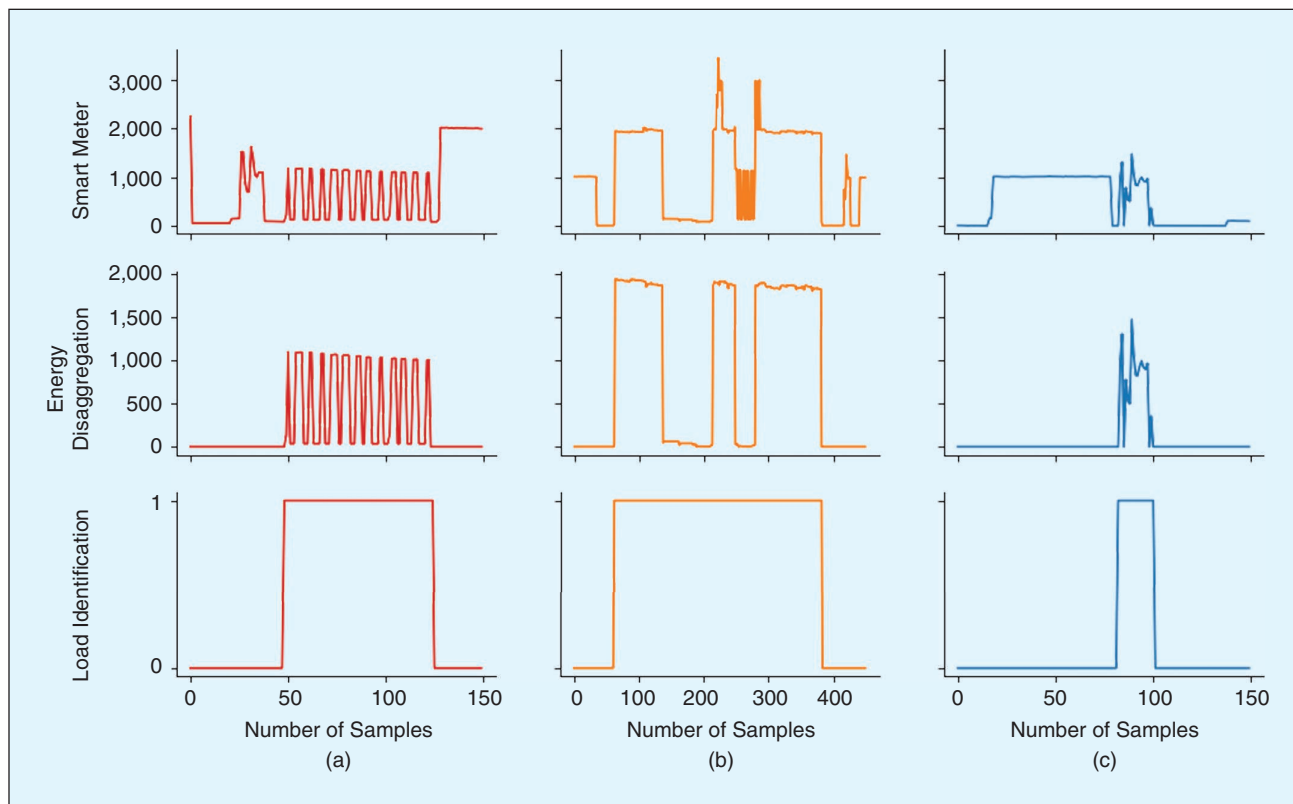 Smart Meter
3,000
2,000
1,000
0
Energy
Disaggregation
2,000
1,500
1,000
500
0
Load Identification
1
0
0 50 100 150
0 100 200 300 400
0 50 100 150
Number of Samples
Number of Samples
Number of Samples
(a)
(b)
(c)